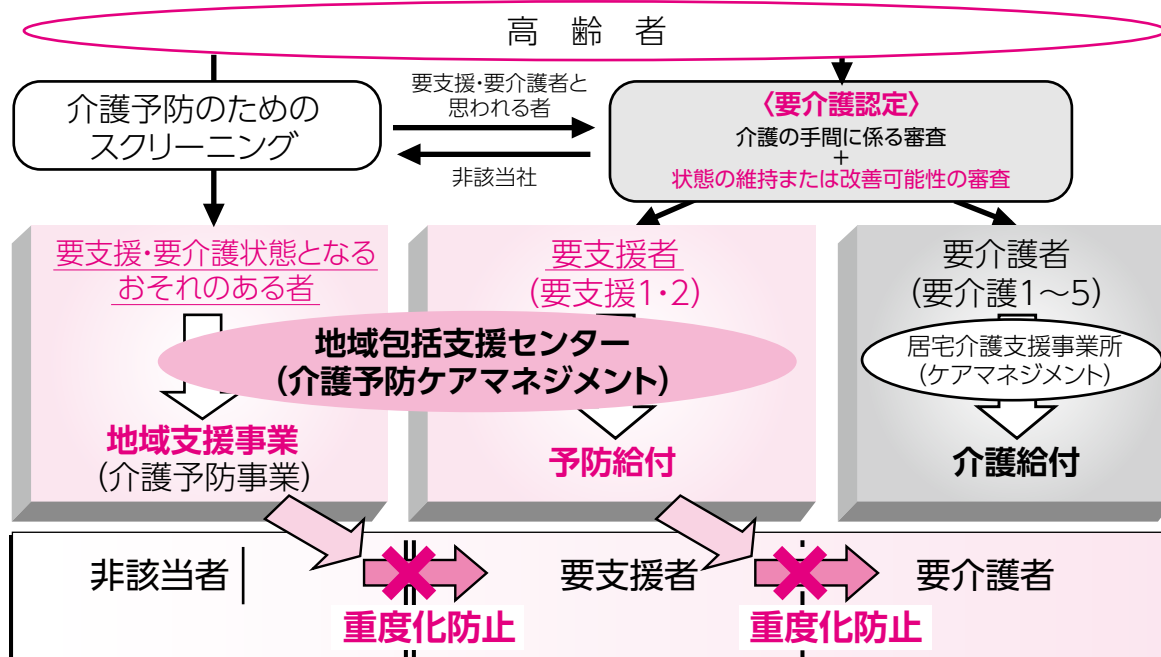 高齢者
介護予防のための
スクリーニング
要支援・要介護者と
思われる者
非該当社
〈要介護認定〉
介護の手間に係る審査
+
状態の維持または改善可能性の審査
要支援・要介護状態となる
おそれのある者
要支援者
(要支援1・2)
要介護者
(要介護1〜5)
地域包括支援センター
(介護予防ケアマネジメント)
居宅介護支援事業所
(ケアマネジメント)
地域支援事業
(介護予防事業)
予防給付
介護給付
非該当者
要支援者
要介護者
重度化防止
重度化防止